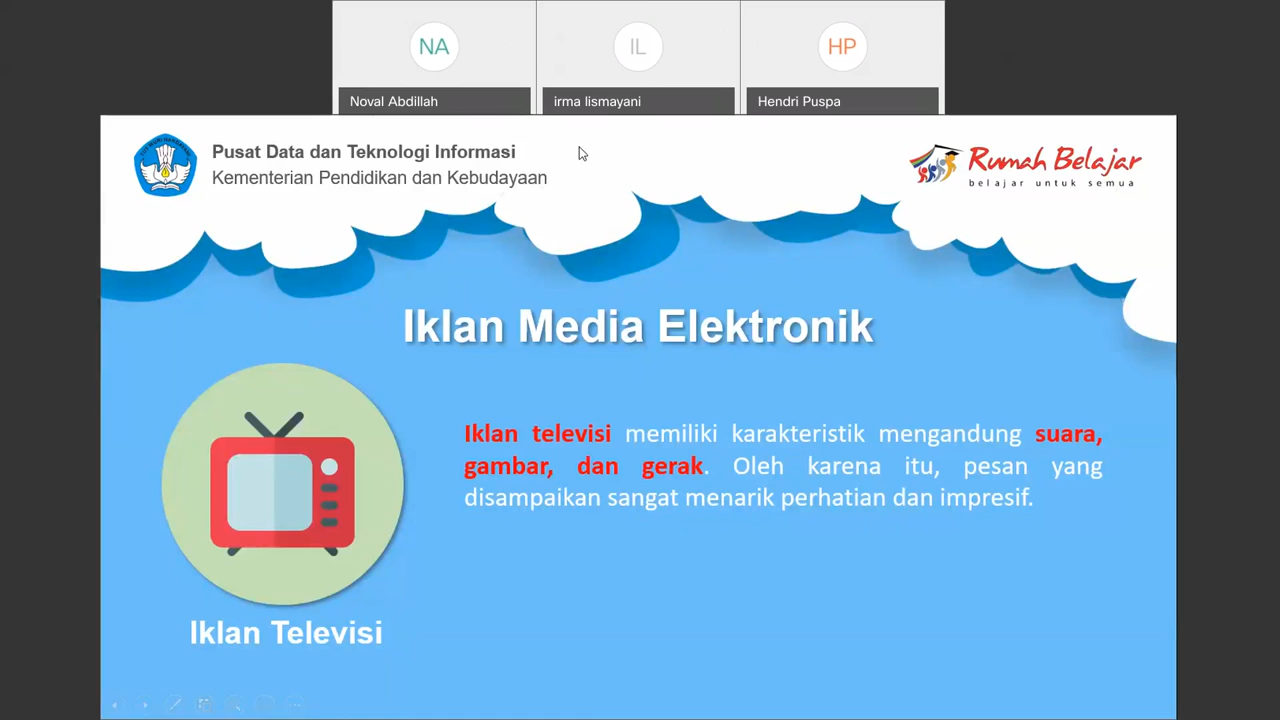 NA
IL
HP
Noval Abdillah
irma lismayani
Hendri Puspa
Pusat Data dan Teknologi Informasi
Kementerian Pendidikan dan Kebudayaan
Rumah Belajar
belajar untuk semua
Iklan Media Elektronik
Iklan televisi memiliki karakteristik mengandung suara,
gambar, dan gerak. Oleh karena itu, pesan yang
disampaikan sangat menarik perhatian dan impresif.
Iklan Televisi